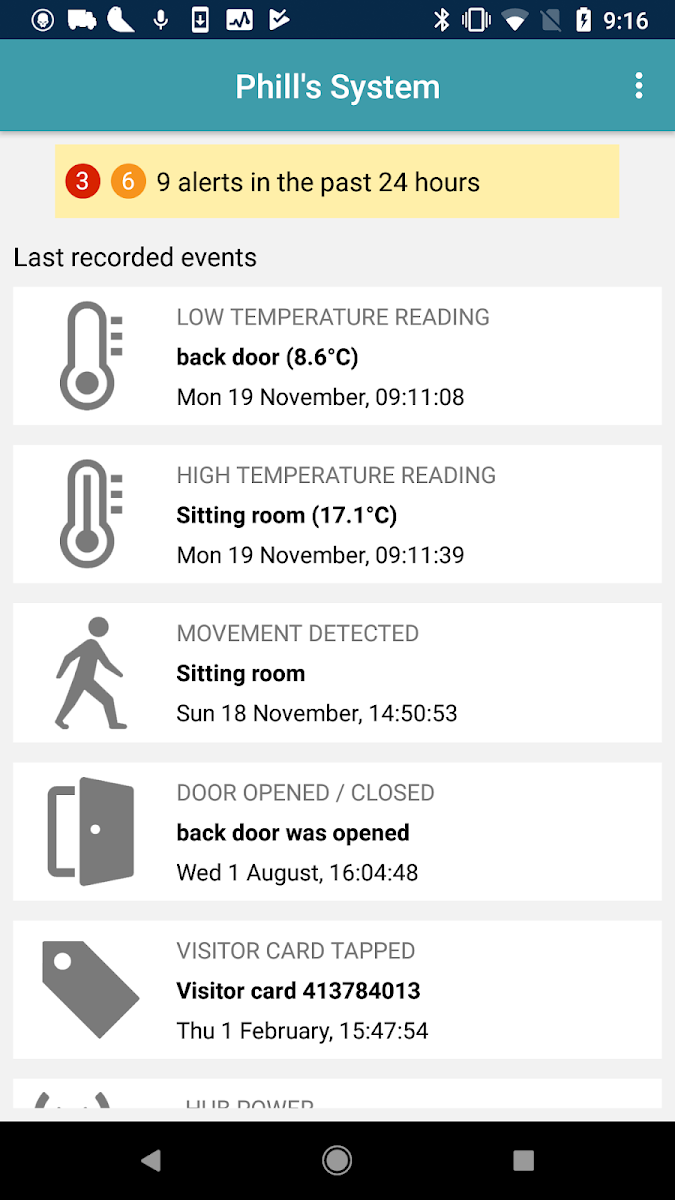 9:16
Phill's System
3 6 9 alerts in the past 24 hours
Last recorded events
LOW TEMPERATURE READING
back door (8.6°C)
Mon 19 November, 09:11:08
HIGH TEMPERATURE READING
Sitting room (17.1°C)
Mon 19 November, 09:11:39
MOVEMENT DETECTED
Sitting room
Sun 18 November, 14:50:53
DOOR OPENED / CLOSED
back door was opened
Wed 1 August, 16:04:48
VISITOR CARD TAPPED
Visitor card 413784013
Thu 1 February, 15:47:54
HUB POWER